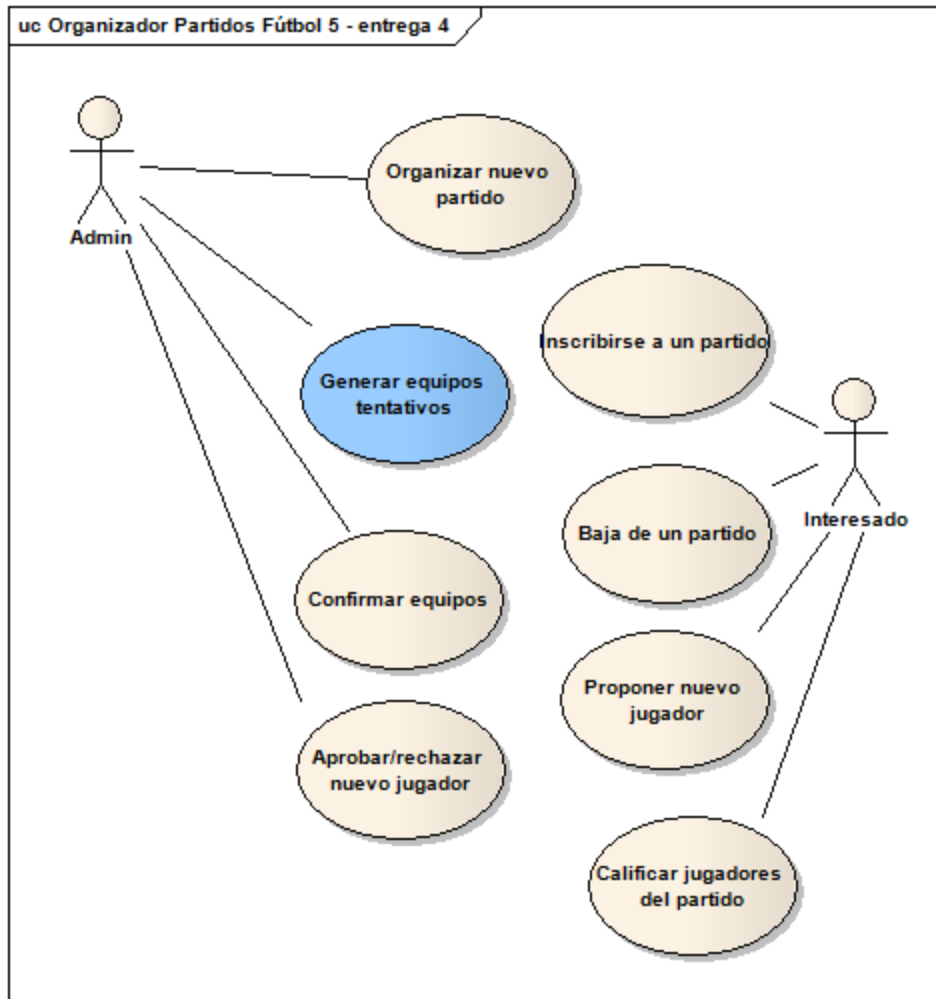 uc Organizador Partidos Fútbol 5 - entrega 4
Admin
Organizar nuevo
partido
Inscribirse a un partido
Generar equipos
tentativos
Interesado
Baja de un partido
Confirmar equipos
Proponer nuevo
jugador
Aprobar/rechazar
nuevo jugador
Calificar jugadores
del partido